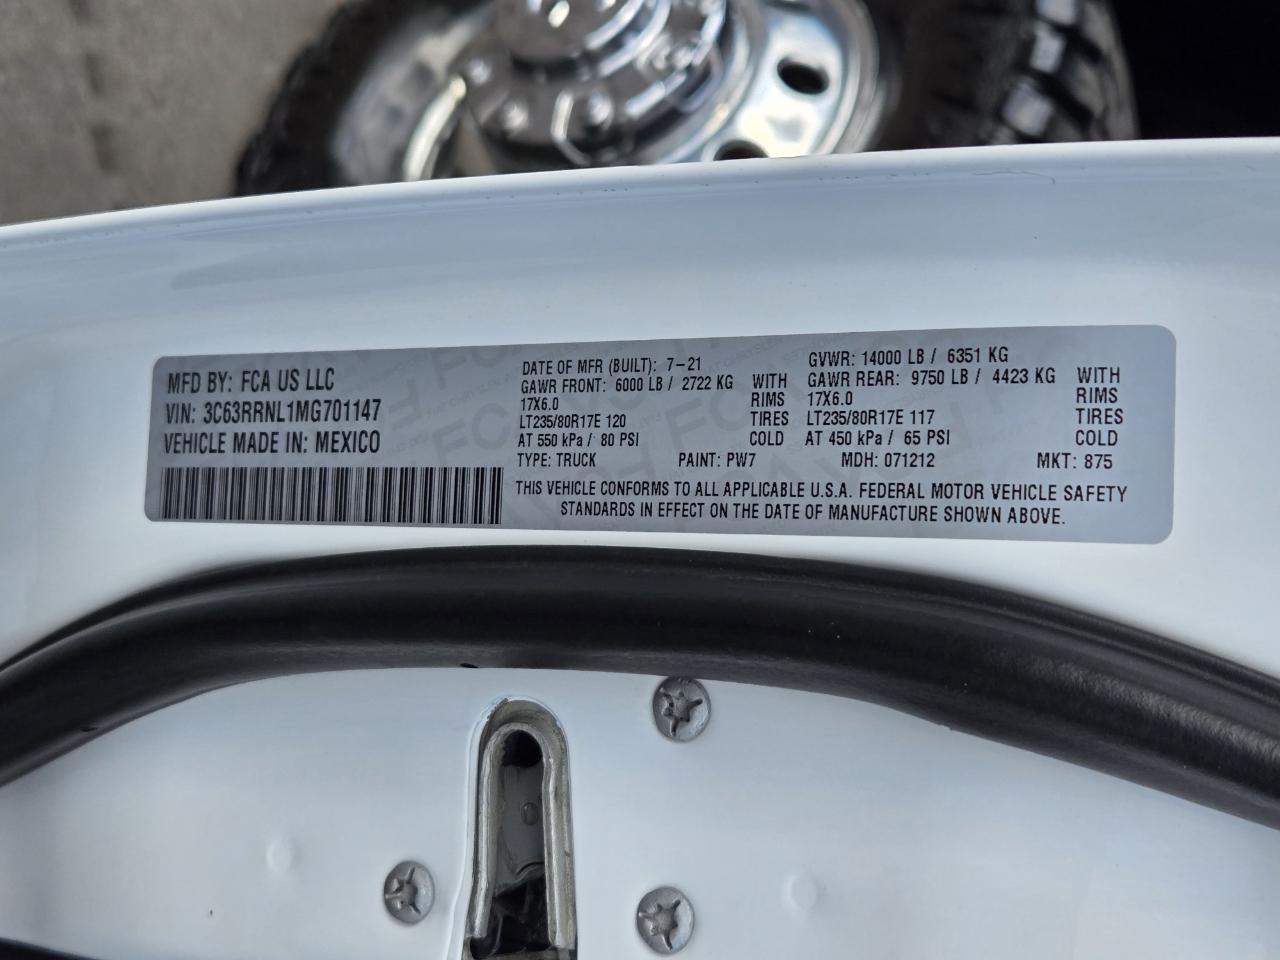 MFD BY: FCA US LLC
VIN: 3C63RRNL1MG701147
VEHICLE MADE IN: MEXICO
DATE OF MFR (BUILT): 7-21
GAWR FRONT: 6000 LB / 2722 KG WITH
17X6.0 RIMS
LT235/80R17E 120 TIRES
AT 550 kPa / 80 PSI COLD
GVWR: 14000 LB / 6351 KG
GAWR REAR: 9750 LB / 4423 KG WITH
17X6.0 RIMS
LT235/80R17E 117 TIRES
AT 450 kPa / 65 PSI COLD
TYPE: TRUCK PAINT: PW7 MDH: 071212 MKT: 875
THIS VEHICLE CONFORMS TO ALL APPLICABLE U.S.A. FEDERAL MOTOR VEHICLE SAFETY
STANDARDS IN EFFECT ON THE DATE OF MANUFACTURE SHOWN ABOVE.